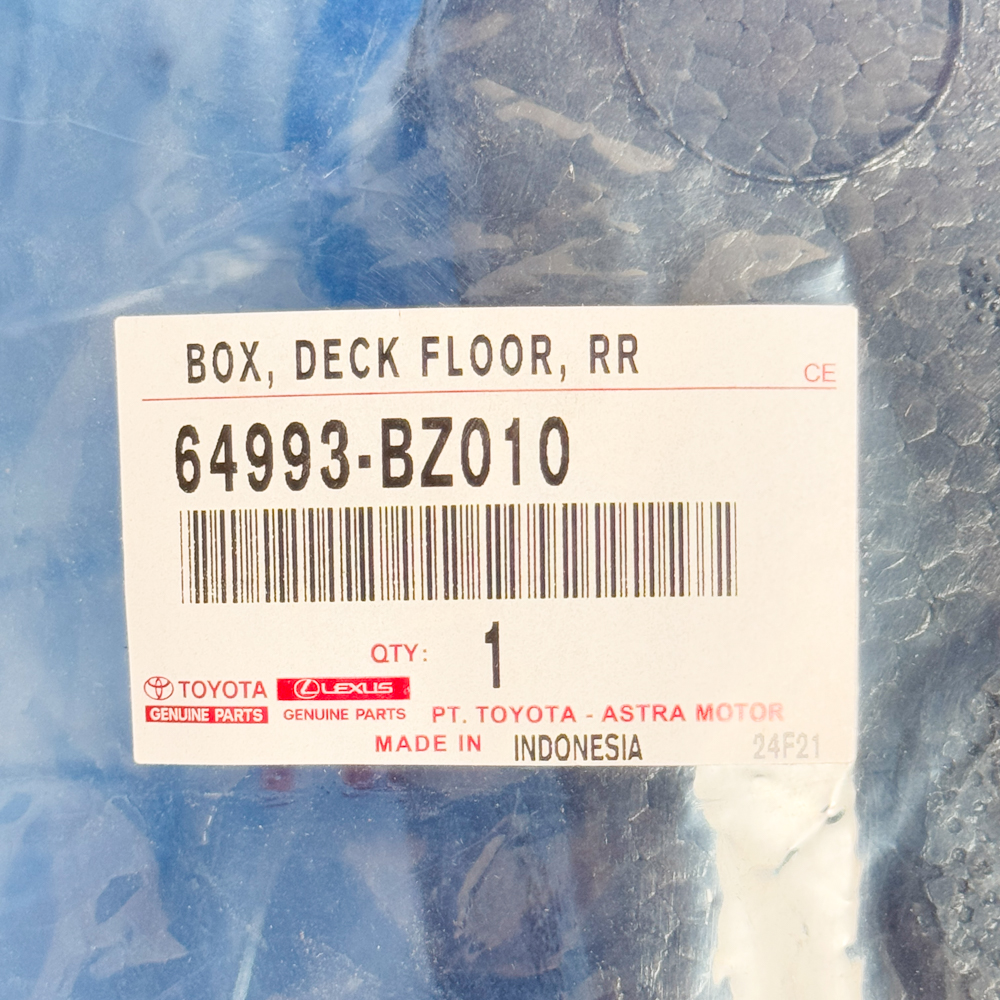 BOX, DECK FLOOR, RR
CE
64993-BZ010
QTY: 1
TOYOTA LEXUS
GENUINE PARTS GENUINE PARTS PT. TOYOTA - ASTRA MOTOR
MADE IN INDONESIA 24F21